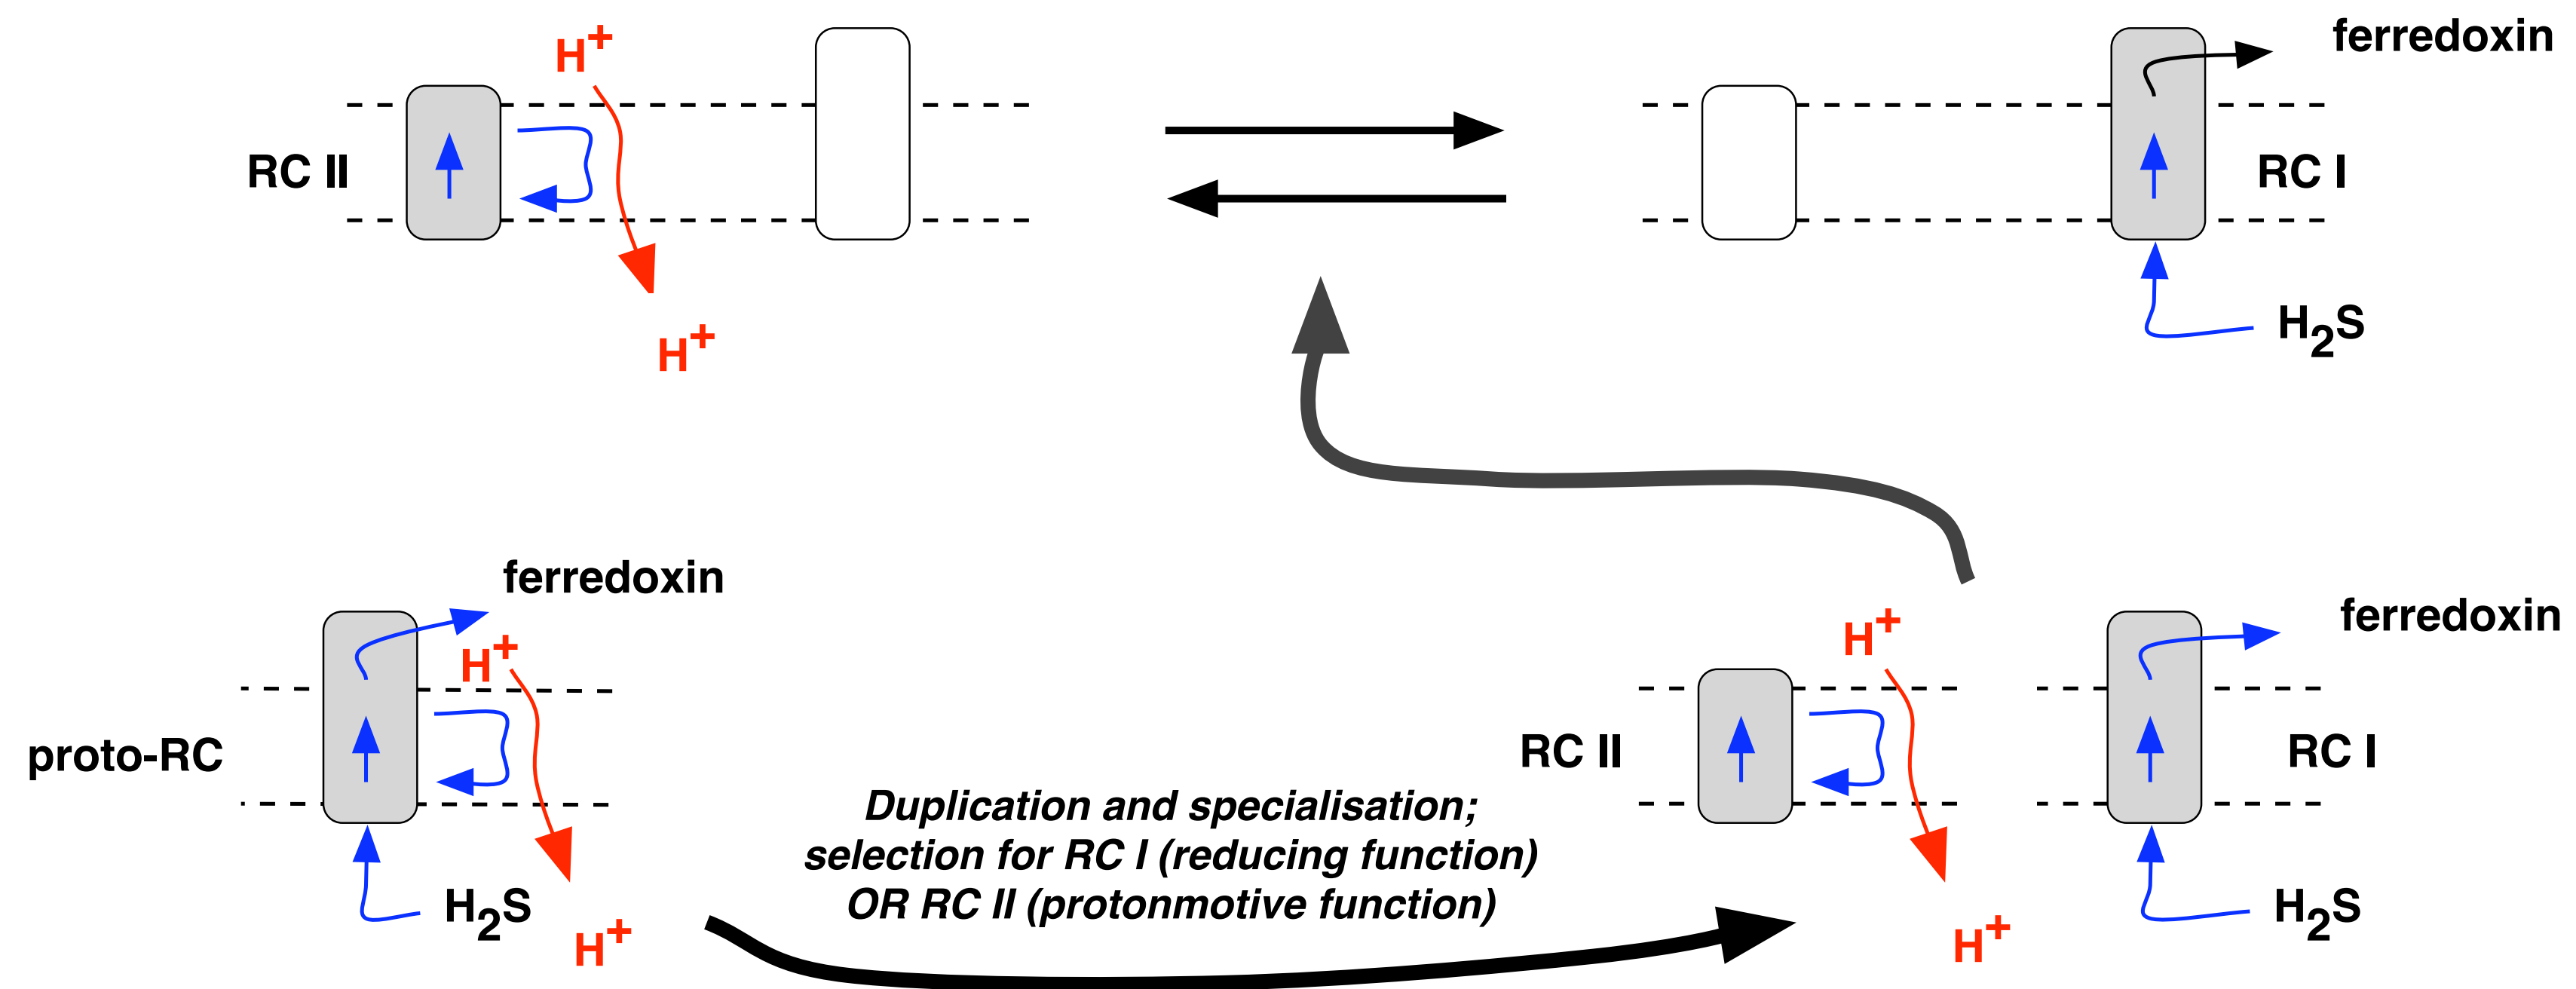 H+
RC II
H+
ferredoxin
RC I
H2S
ferredoxin
H+
proto-RC
H2S
H+
Duplication and specialisation;
selection for RC I (reducing function)
OR RC II (protonmotive function)
H+
RC II
H+
ferredoxin
RC I
H2S